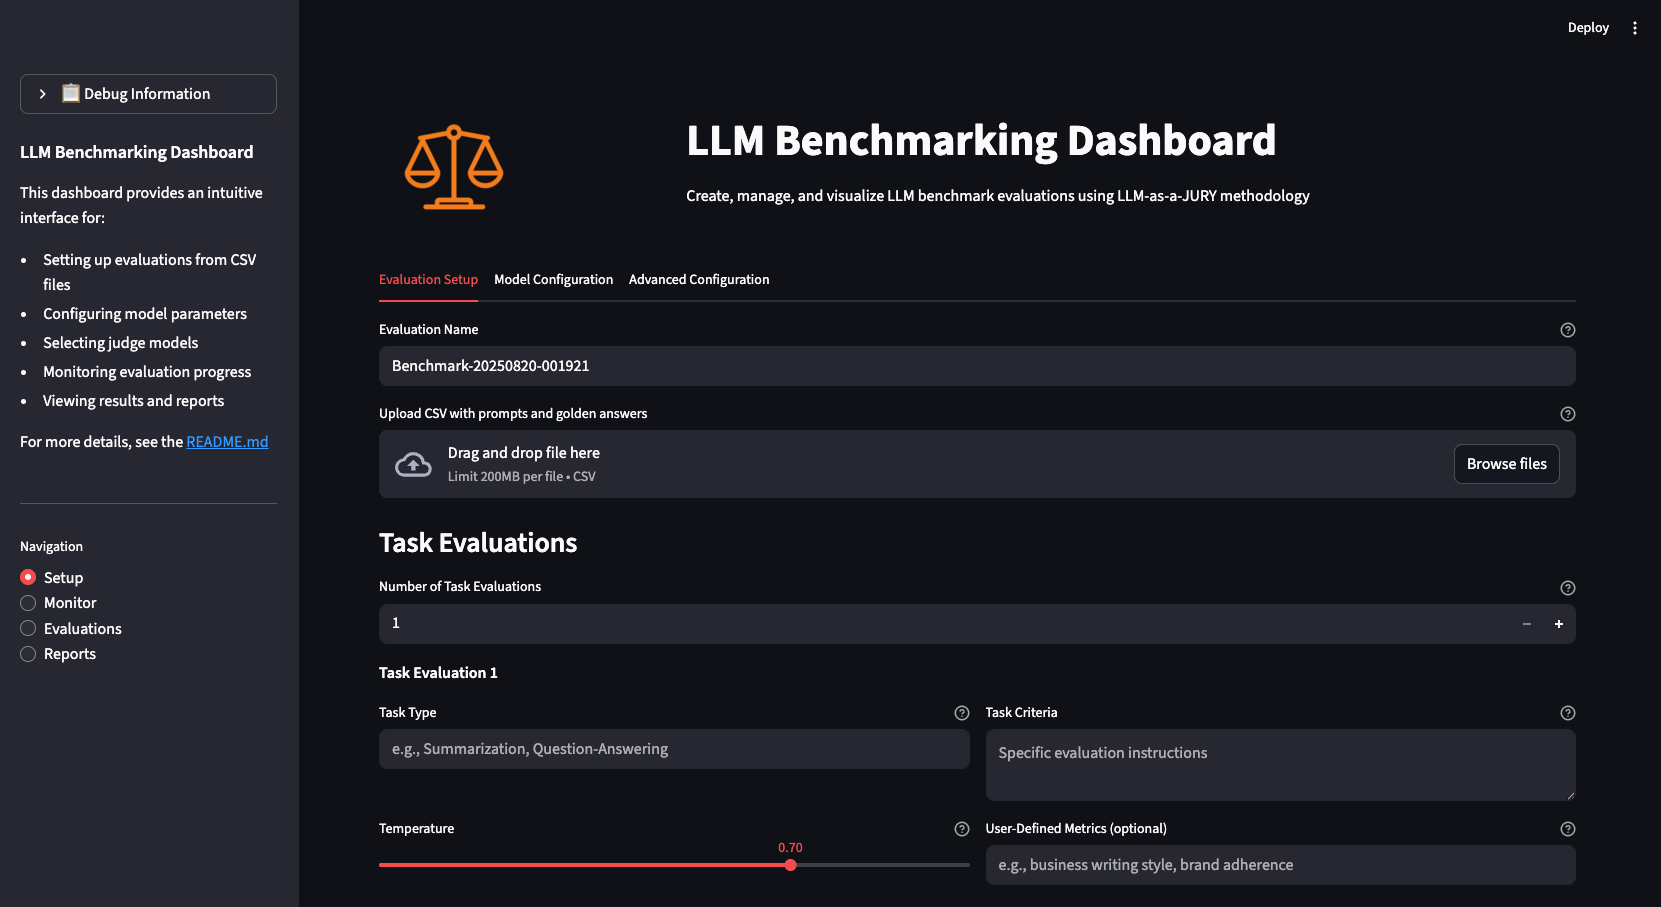 Deploy
Debug Information
LLM Benchmarking Dashboard
This dashboard provides an intuitive
interface for:
Setting up evaluations from CSV
files
Configuring model parameters
Selecting judge models
Monitoring evaluation progress
Viewing results and reports
For more details, see the README.md
Navigation
Setup
Monitor
Evaluations
Reports
LLM Benchmarking Dashboard
Create, manage, and visualize LLM benchmark evaluations using LLM-as-a-JURY methodology
Evaluation Setup Model Configuration Advanced Configuration
Evaluation Name
Benchmark-20250820-001921
Upload CSV with prompts and golden answers
Drag and drop file here
Limit 200MB per file • CSV
Browse files
Task Evaluations
Number of Task Evaluations
1
Task Evaluation 1
Task Type
e.g., Summarization, Question-Answering
Task Criteria
Specific evaluation instructions
Temperature
0.70
User-Defined Metrics (optional)
e.g., business writing style, brand adherence